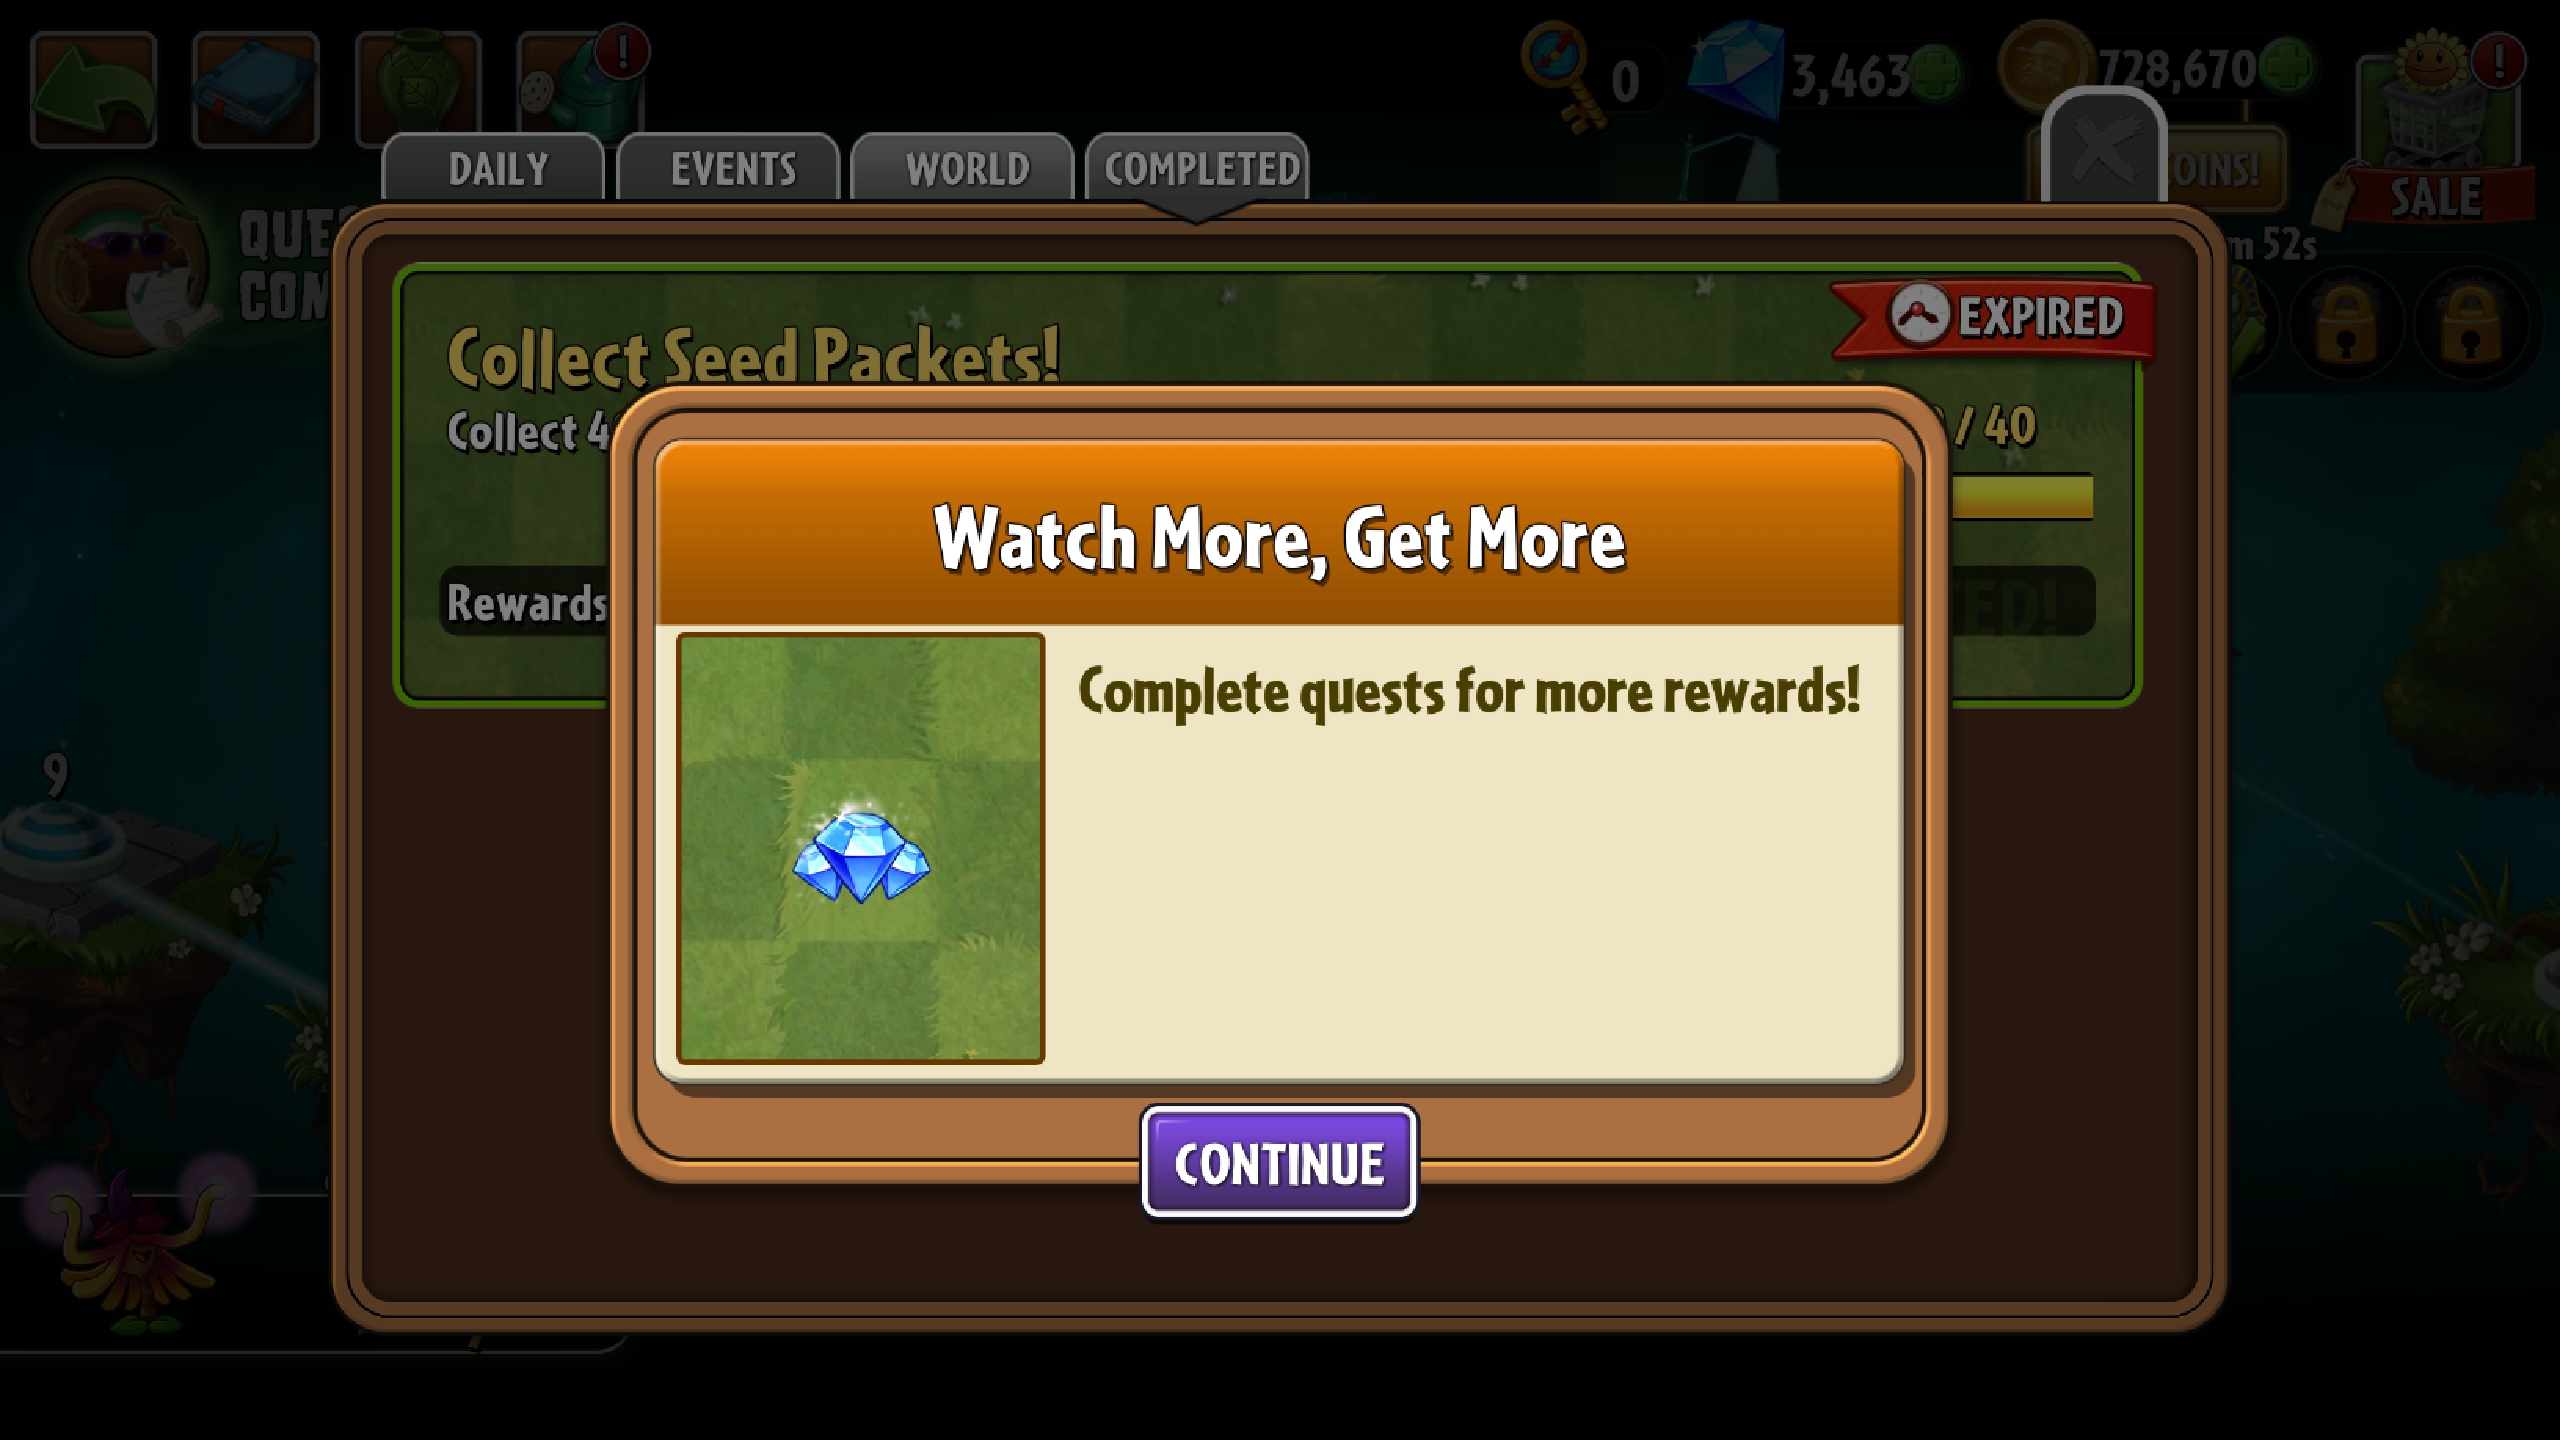 0
3,463
728,670
DAILY
EVENTS
WORLD
COMPLETED
OINS!
SALE
m 52s
QUE
CON
EXPIRED
Collect Seed Packets!
Collect 4
/ 40
Watch More, Get More
Rewards
ED!
Complete quests for more rewards!
9
CONTINUE